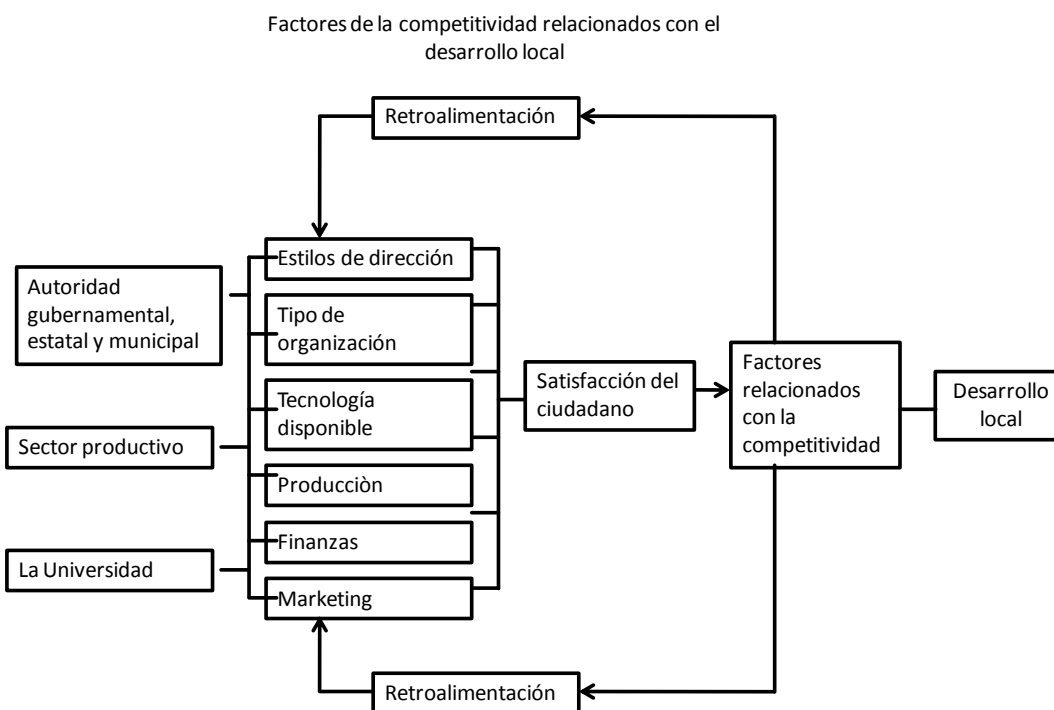 Factores de la competitividad relacionados con el
desarrollo local
Retroalimentación
Autoridad
gubernamental,
estatal y municipal
Sector productivo
La Universidad
Estilos de dirección
Tipo de
organización
Tecnología
disponible
Producciòn
Finanzas
Marketing
Satisfacción del
ciudadano
Factores
relacionados
con la
competitividad
Desarrollo
local
Retroalimentación